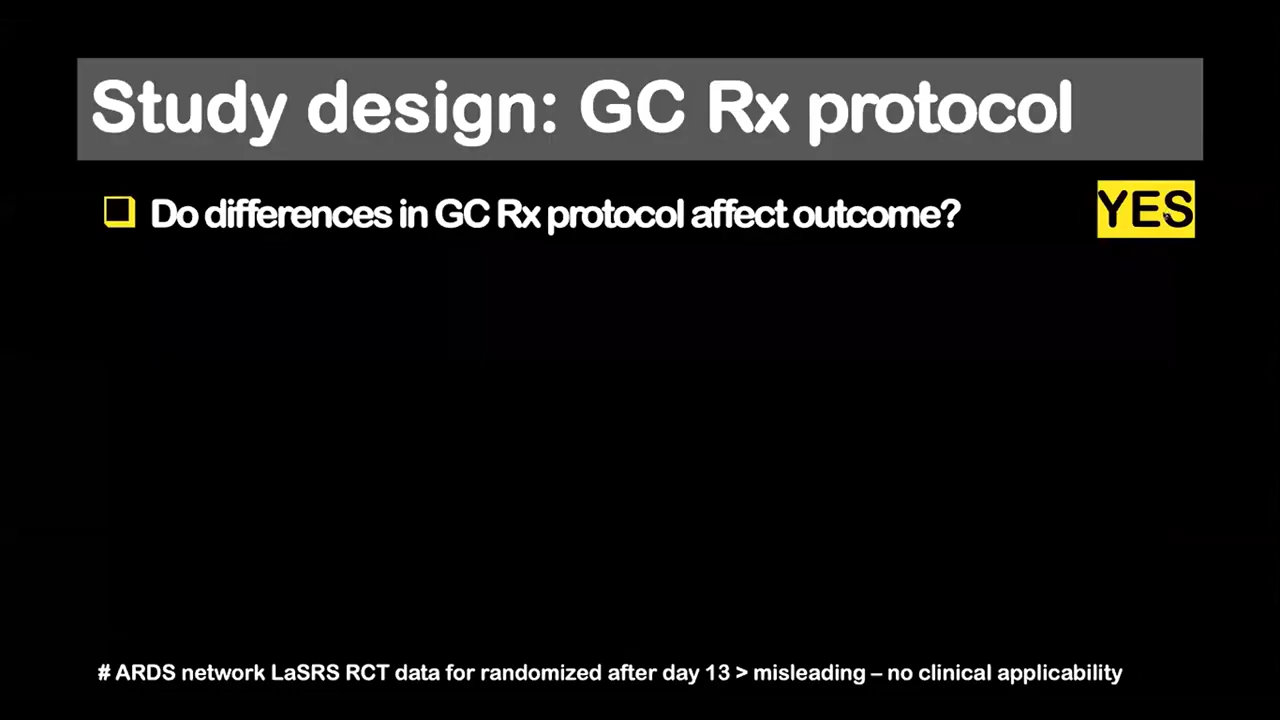 Study design: GC Rx protocol
Do differences in GC Rx protocol affect outcome? YES
# ARDS network LaSRS RCT data for randomized after day 13 > misleading – no clinical applicability